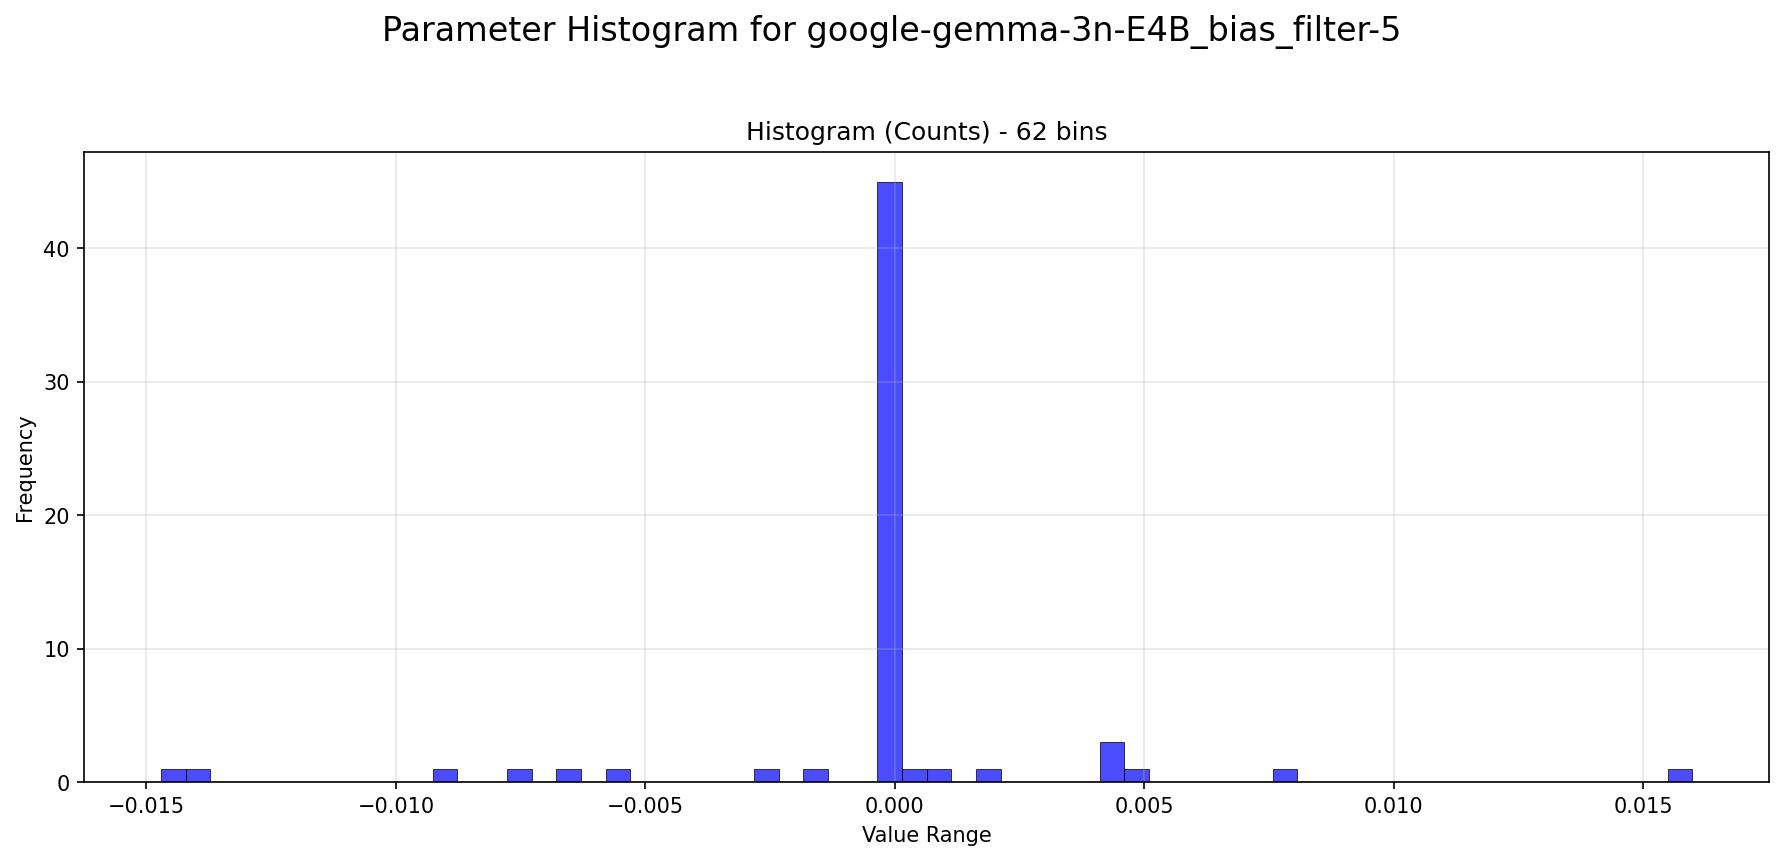 Parameter Histogram for google-gemma-3n-E4B_bias_filter-5
Histogram (Counts) - 62 bins
Frequency
40
30
20
10
0
−0.015 −0.010 −0.005 0.000 0.005 0.010 0.015
Value Range